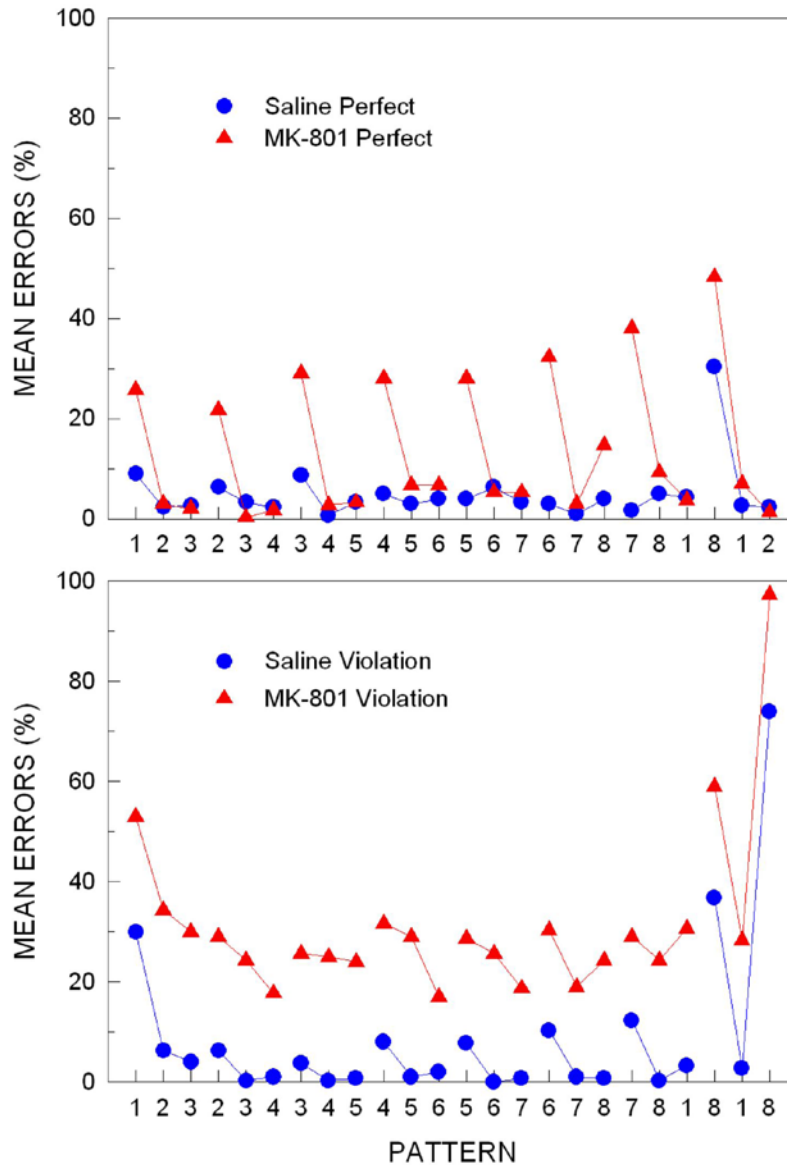 100
80
60
40
20
0
MEAN ERRORS (%)
Saline Perfect
MK-801 Perfect
1 2 3 2 3 4 3 4 5 4 5 6 5 6 7 6 7 8 7 8 1 8 1 2
100
80
60
40
20
0
MEAN ERRORS (%)
Saline Violation
MK-801 Violation
1 2 3 2 3 4 3 4 5 4 5 6 5 6 7 6 7 8 7 8 1 8 1 8
PATTERN